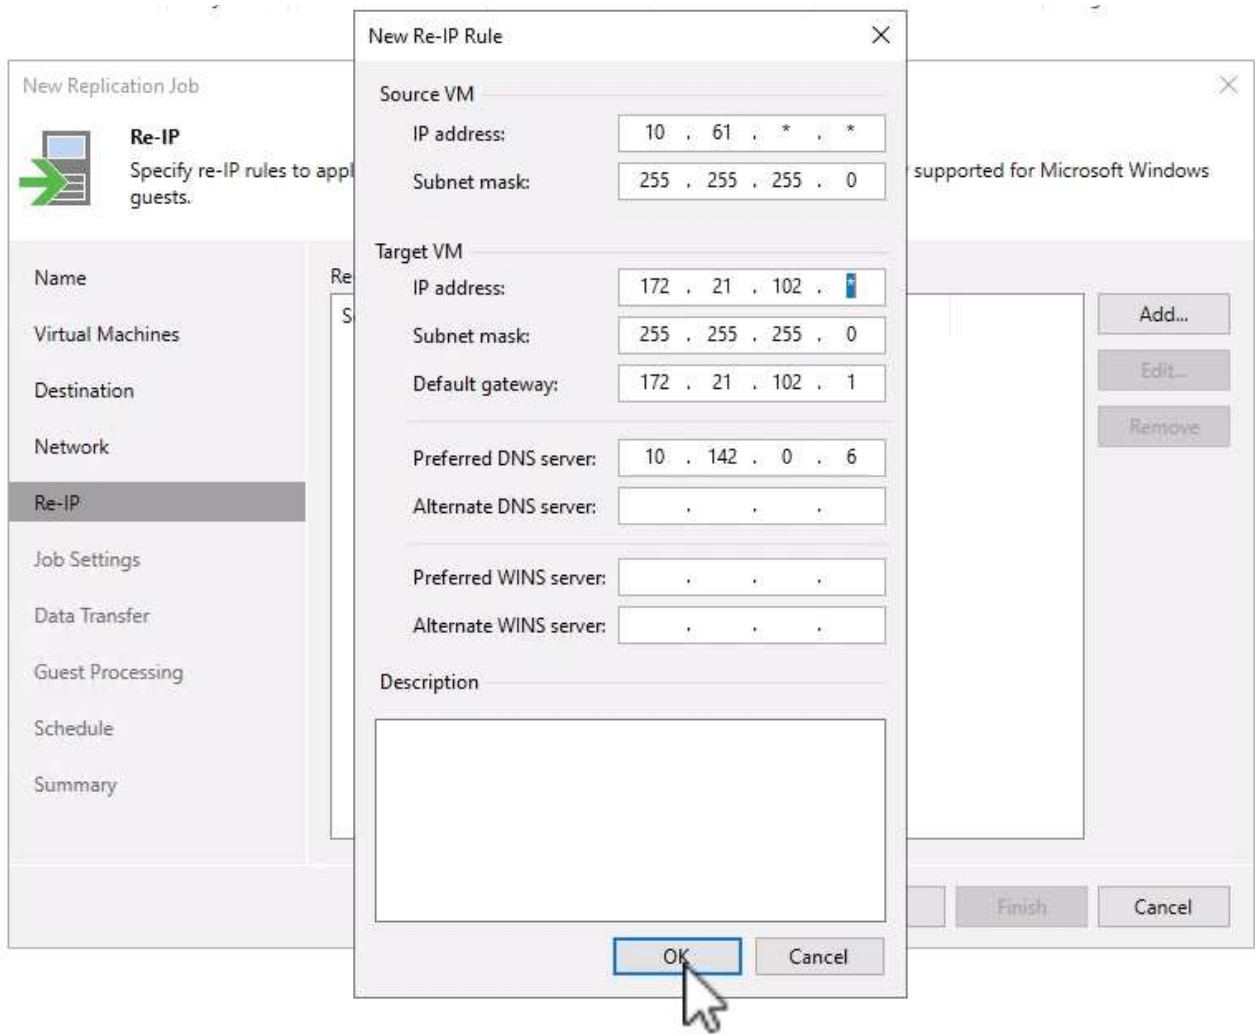 New Re-IP Rule
New Replication Job
Re-IP
Specify re-IP rules to appl
supported for Microsoft Windows
guests.
Name
Virtual Machines
Destination
Network
Re-IP
Job Settings
Data Transfer
Guest Processing
Schedule
Summary
Re
S
Source VM
IP address: 10 . 61 . * . *
Subnet mask: 255 . 255 . 255 . 0
Target VM
IP address: 172 . 21 . 102 . *
Subnet mask: 255 . 255 . 255 . 0
Default gateway: 172 . 21 . 102 . 1
Preferred DNS server: 10 . 142 . 0 . 6
Alternate DNS server: . . .
Preferred WINS server: . . .
Alternate WINS server: . . .
Description
OK
Cancel
Add...
Edit...
Remove
Finish
Cancel